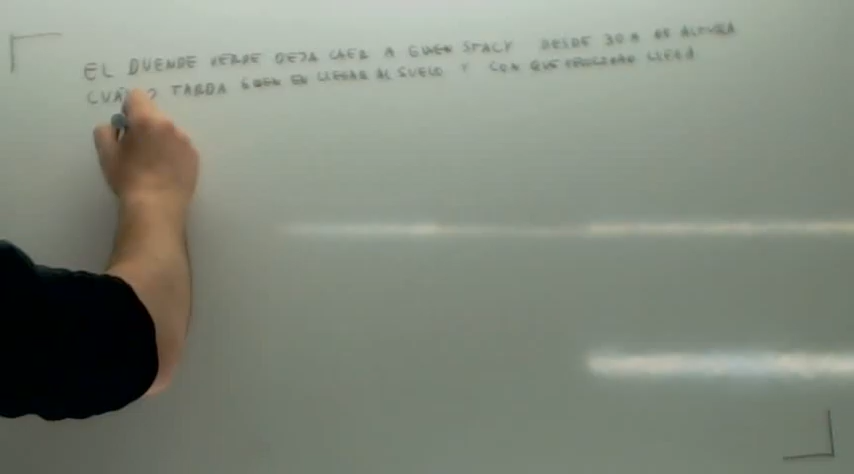 EL DUENDE VERDE DEJA CAER A GWEN STACY DESDE 30 M DE ALTURA
CUÁNTO TARDA GWEN EN LLEGAR AL SUELO Y CON QUE VELOCIDAD LLEGA